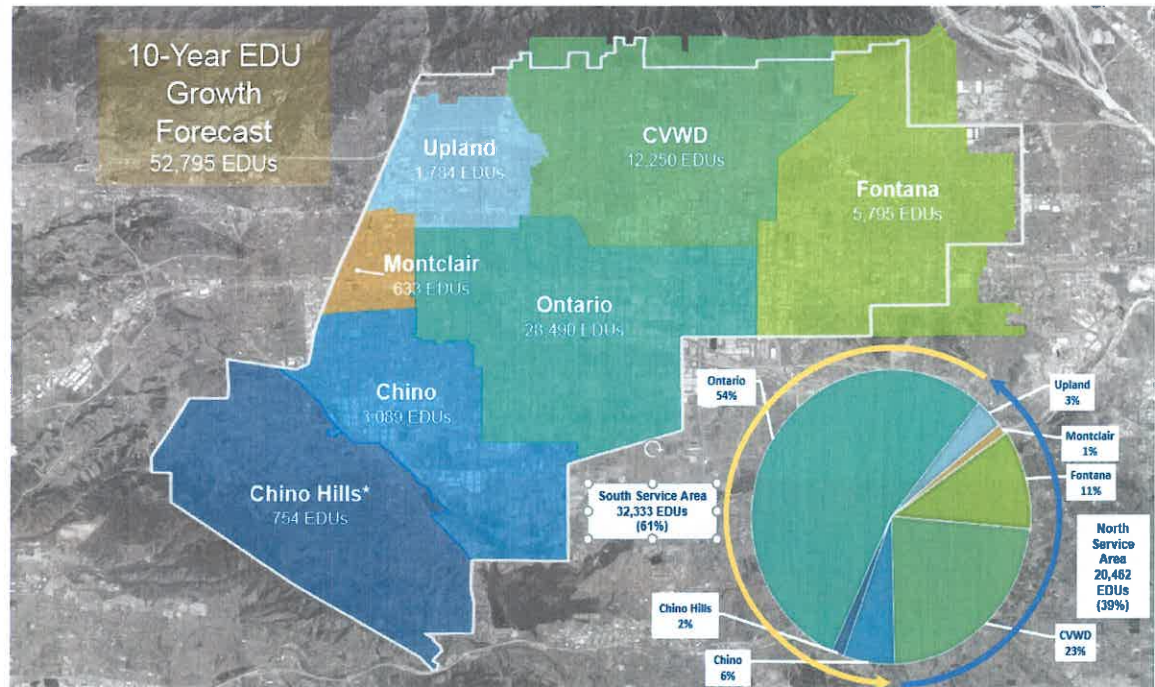 10-Year EDU
Growth
Forecast
52,795 EDUs
Upland
1,784 EDUs
CVWD
12,250 EDUs
Fontana
5,795 EDUs
Montclair
633 EDUs
Ontario
28,490 EDUs
Chino
3,089 EDUs
Chino Hills*
754 EDUs
Ontario
54%
Upland
3%
Montclair
1%
Fontana
11%
South Service Area
32,333 EDUs
(61%)
North
Service
Area
20,462
EDUs
(39%)
Chino Hills
2%
Chino
6%
CVWD
23%